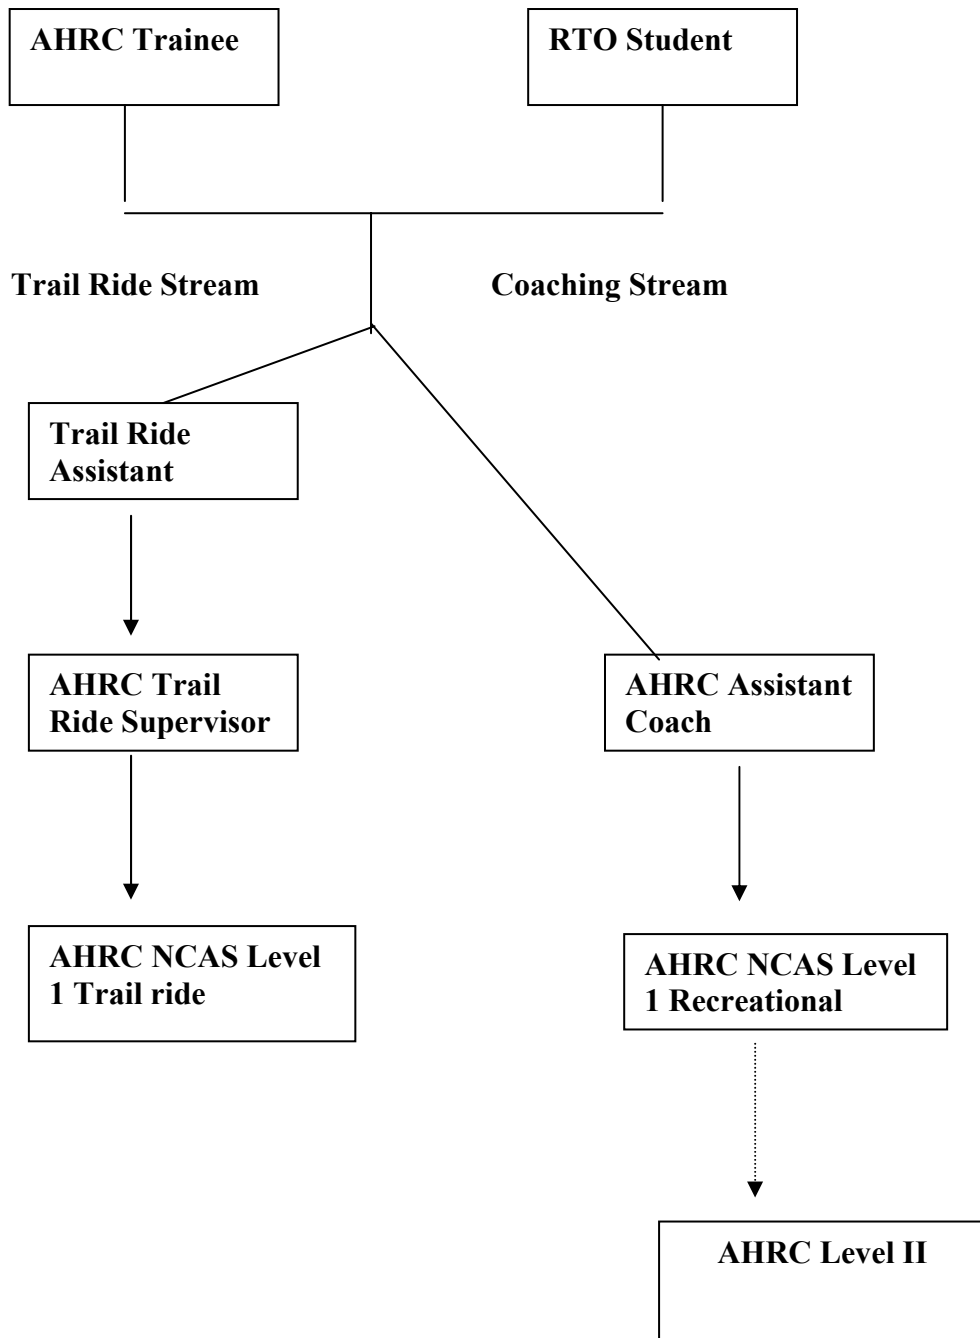 AHRC Trainee
RTO Student
Trail Ride Stream
Coaching Stream
Trail Ride
Assistant
AHRC Trail
Ride Supervisor
AHRC Assistant
Coach
AHRC NCAS Level
1 Trail ride
AHRC NCAS Level
1 Recreational
AHRC Level II